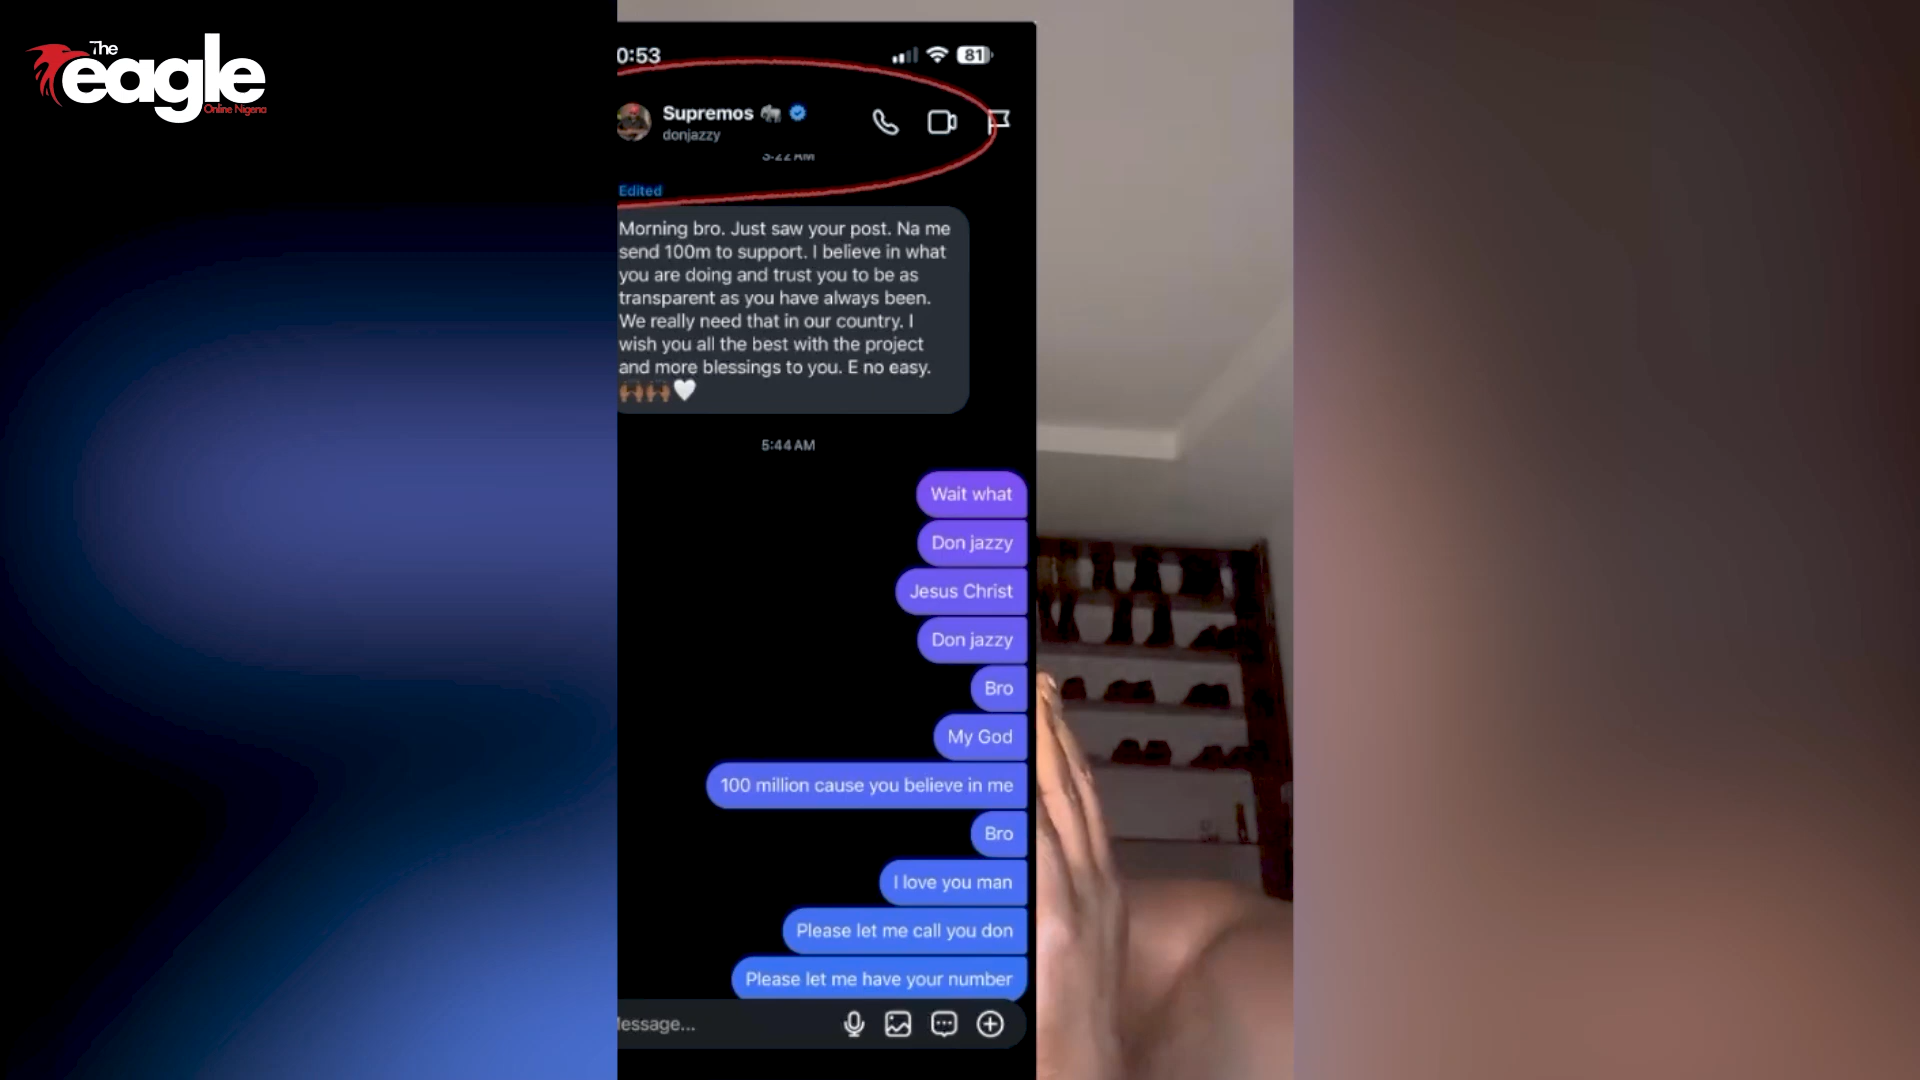 The
eagle
Online Nigeria
0:53
81
Supremos
donjazzy
3:22 AM
Edited
Morning bro. Just saw your post. Na me
send 100m to support. I believe in what
you are doing and trust you to be as
transparent as you have always been.
We really need that in our country. I
wish you all the best with the project
and more blessings to you. E no easy.
5:44 AM
Wait what
Don jazzy
Jesus Christ
Don jazzy
Bro
My God
100 million cause you believe in me
Bro
I love you man
Please let me call you don
Please let me have your number
essage...